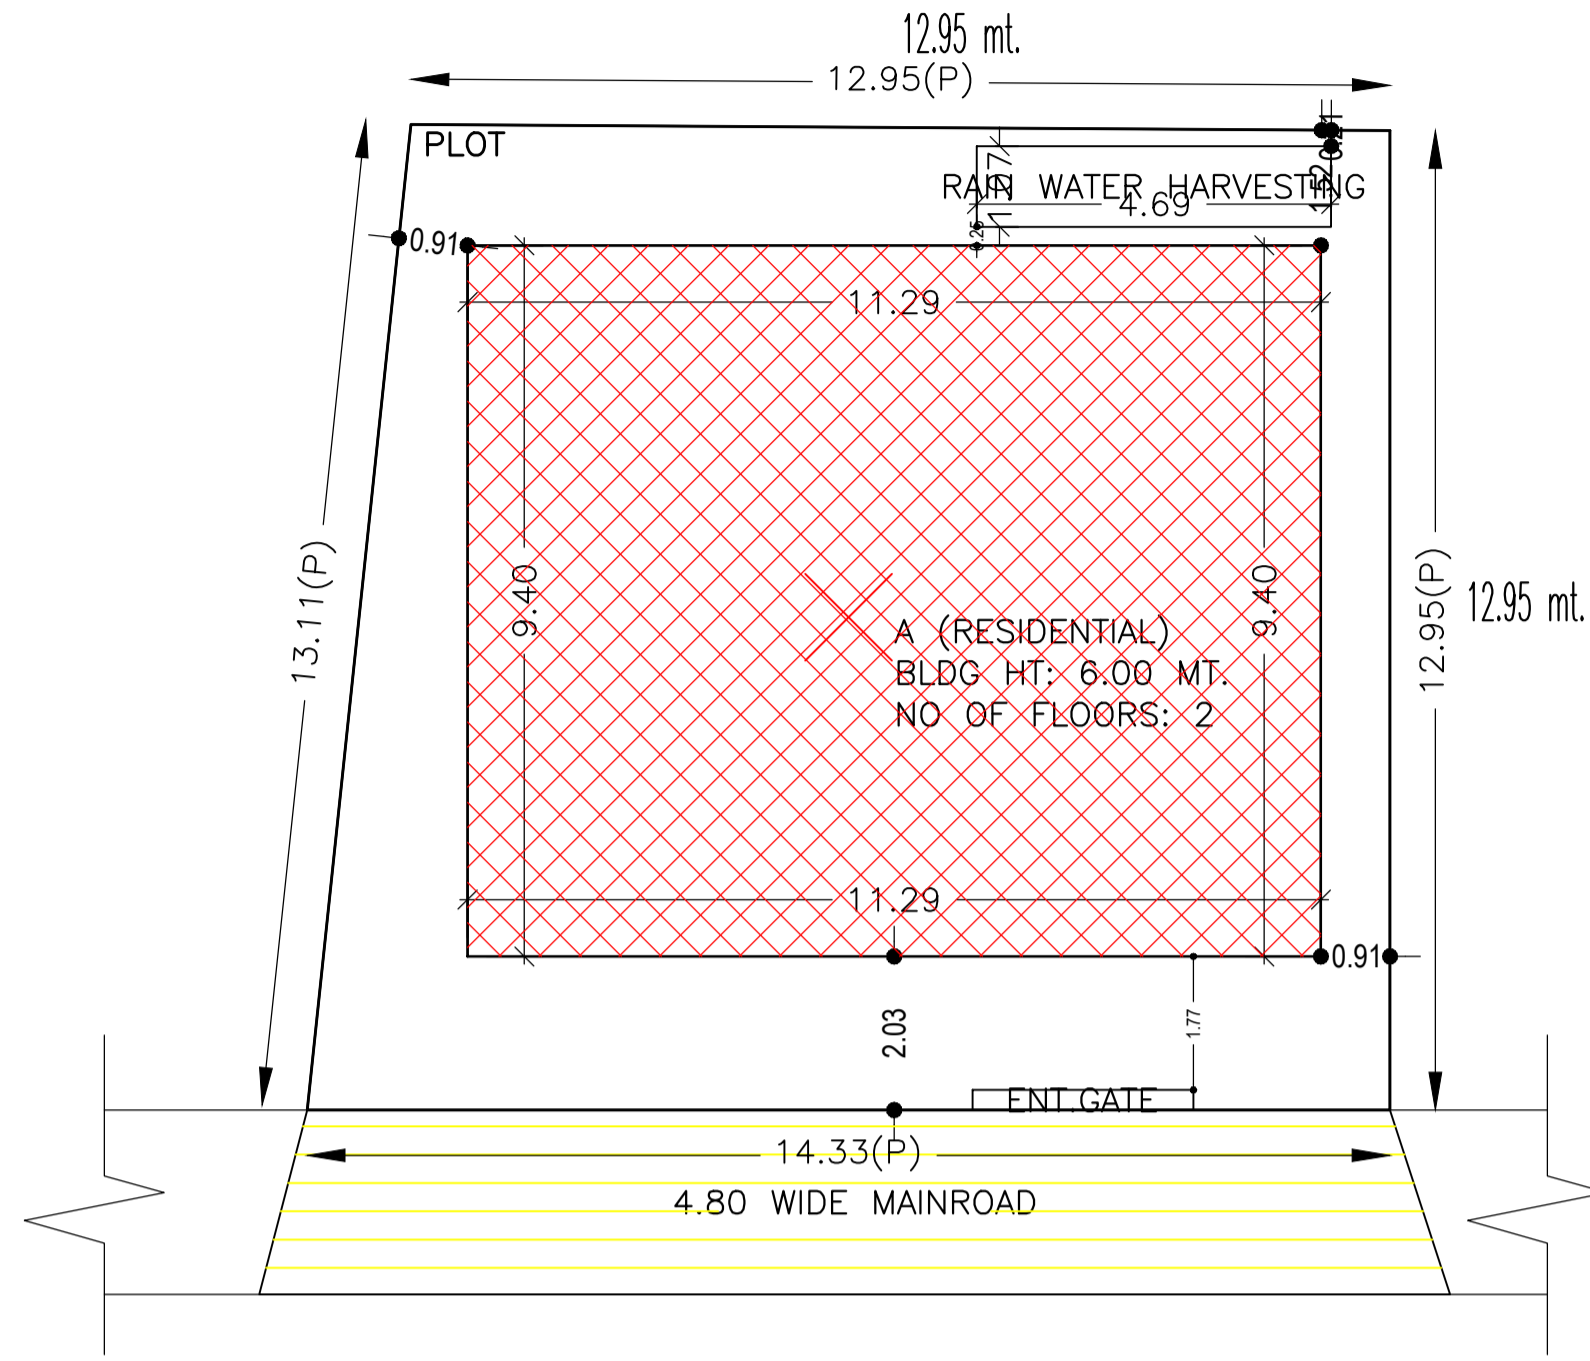 12.95 mt.
12.95(P)
PLOT
RAIN WATER HARVESTING
4.69
0.91
11.29
13.11(P)
9.40
9.40
12.95(P)
12.95 mt.
A (RESIDENTIAL)
BLDG HT: 6.00 MT.
NO OF FLOORS: 2
11.29
0.91
2.03
1.77
ENT.GATE
14.33(P)
4.80 WIDE MAINROAD